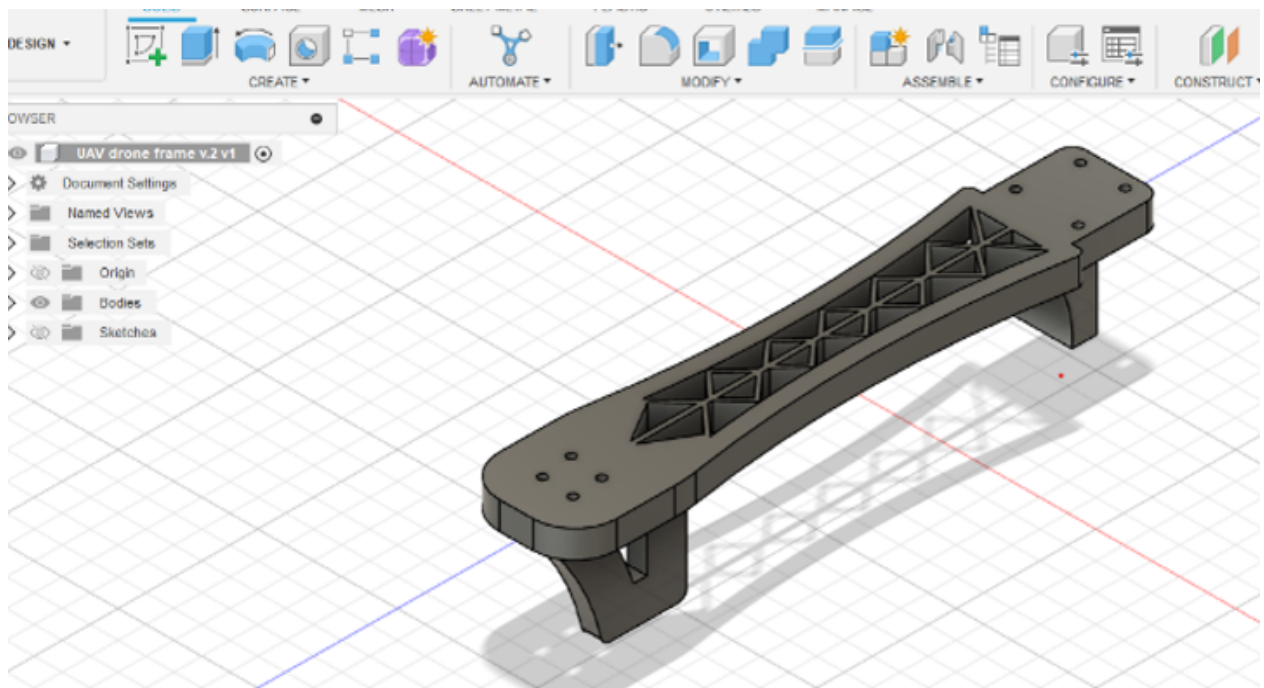 DESIGN
CREATE
AUTOMATE
MODIFY
ASSEMBLE
CONFIGURE
CONSTRUCT
OWSER
UAV drone frame v.2 v1
Document Settings
Named Views
Selection Sets
Origin
Bodies
Sketches